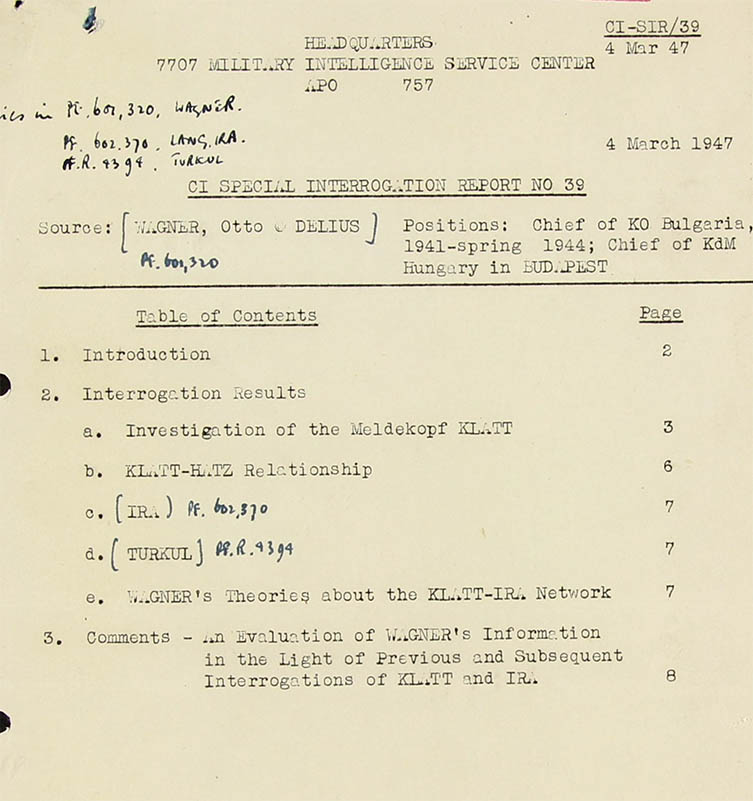 CI-SIR/39
HEADQUARTERS 4 Mar 47
7707 MILITARY INTELLIGENCE SERVICE CENTER
APO 757
in PF. 601,320, WAGNER.
PF. 602.370. LANG, IRA.
PF.R. 4394. TURKUL
4 March 1947
CI SPECIAL INTERROGATION REPORT NO 39
Source: [WAGNER, Otto @ DELIUS] Positions: Chief of KO Bulgaria,
1941-spring 1944; Chief of KdM
PF. 601,320 Hungary in BUDAPEST
Table of Contents Page
1. Introduction 2
2. Interrogation Results
a. Investigation of the Meldekopf KLATT 3
b. KLATT-HATZ Relationship 6
c. (IRA) PF. 602,370 7
d. [TURKUL] PF.R.4394 7
e. WAGNER's Theories about the KLATT-IRA Network 7
3. Comments - An Evaluation of WAGNER's Information
in the Light of Previous and Subsequent
Interrogations of KLATT and IRA 8